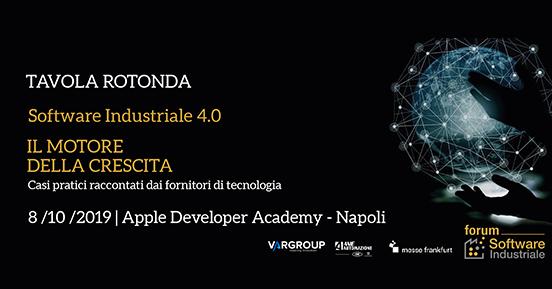 TAVOLA ROTONDA
Software Industriale 4.0
IL MOTORE
DELLA CRESCITA
Casi pratici raccontati dai fornitori di tecnologia
8 /10 /2019 | Apple Developer Academy - Napoli
VARGROUP
messe frankfurt
forum
Software
Industriale